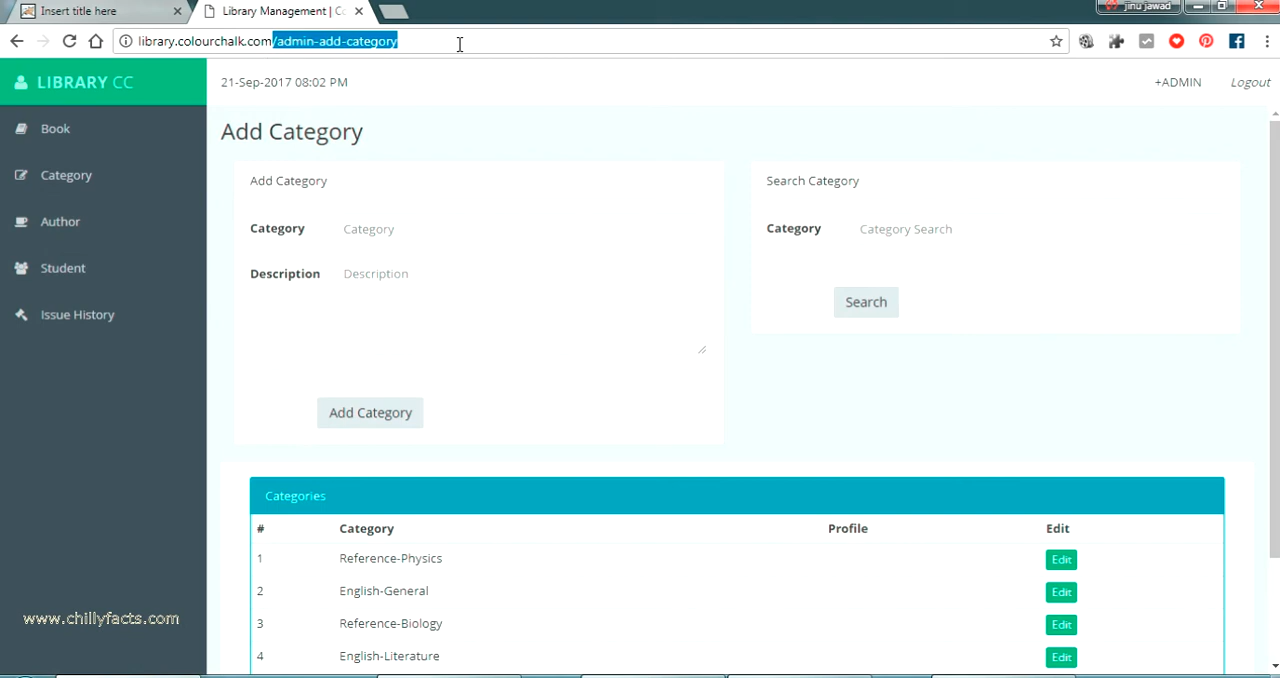 Insert title here
Library Management | Cc
jinu jawad
library.colourchalk.com/admin-add-category
LIBRARY CC
21-Sep-2017 08:02 PM
+ADMIN
Logout
Book
Category
Author
Student
Issue History
Add Category
Add Category
Category
Category
Description
Description
Add Category
Search Category
Category
Category Search
Search
Categories
# Category Profile Edit
1 Reference-Physics Edit
2 English-General Edit
3 Reference-Biology Edit
4 English-Literature Edit
www.chillyfacts.com